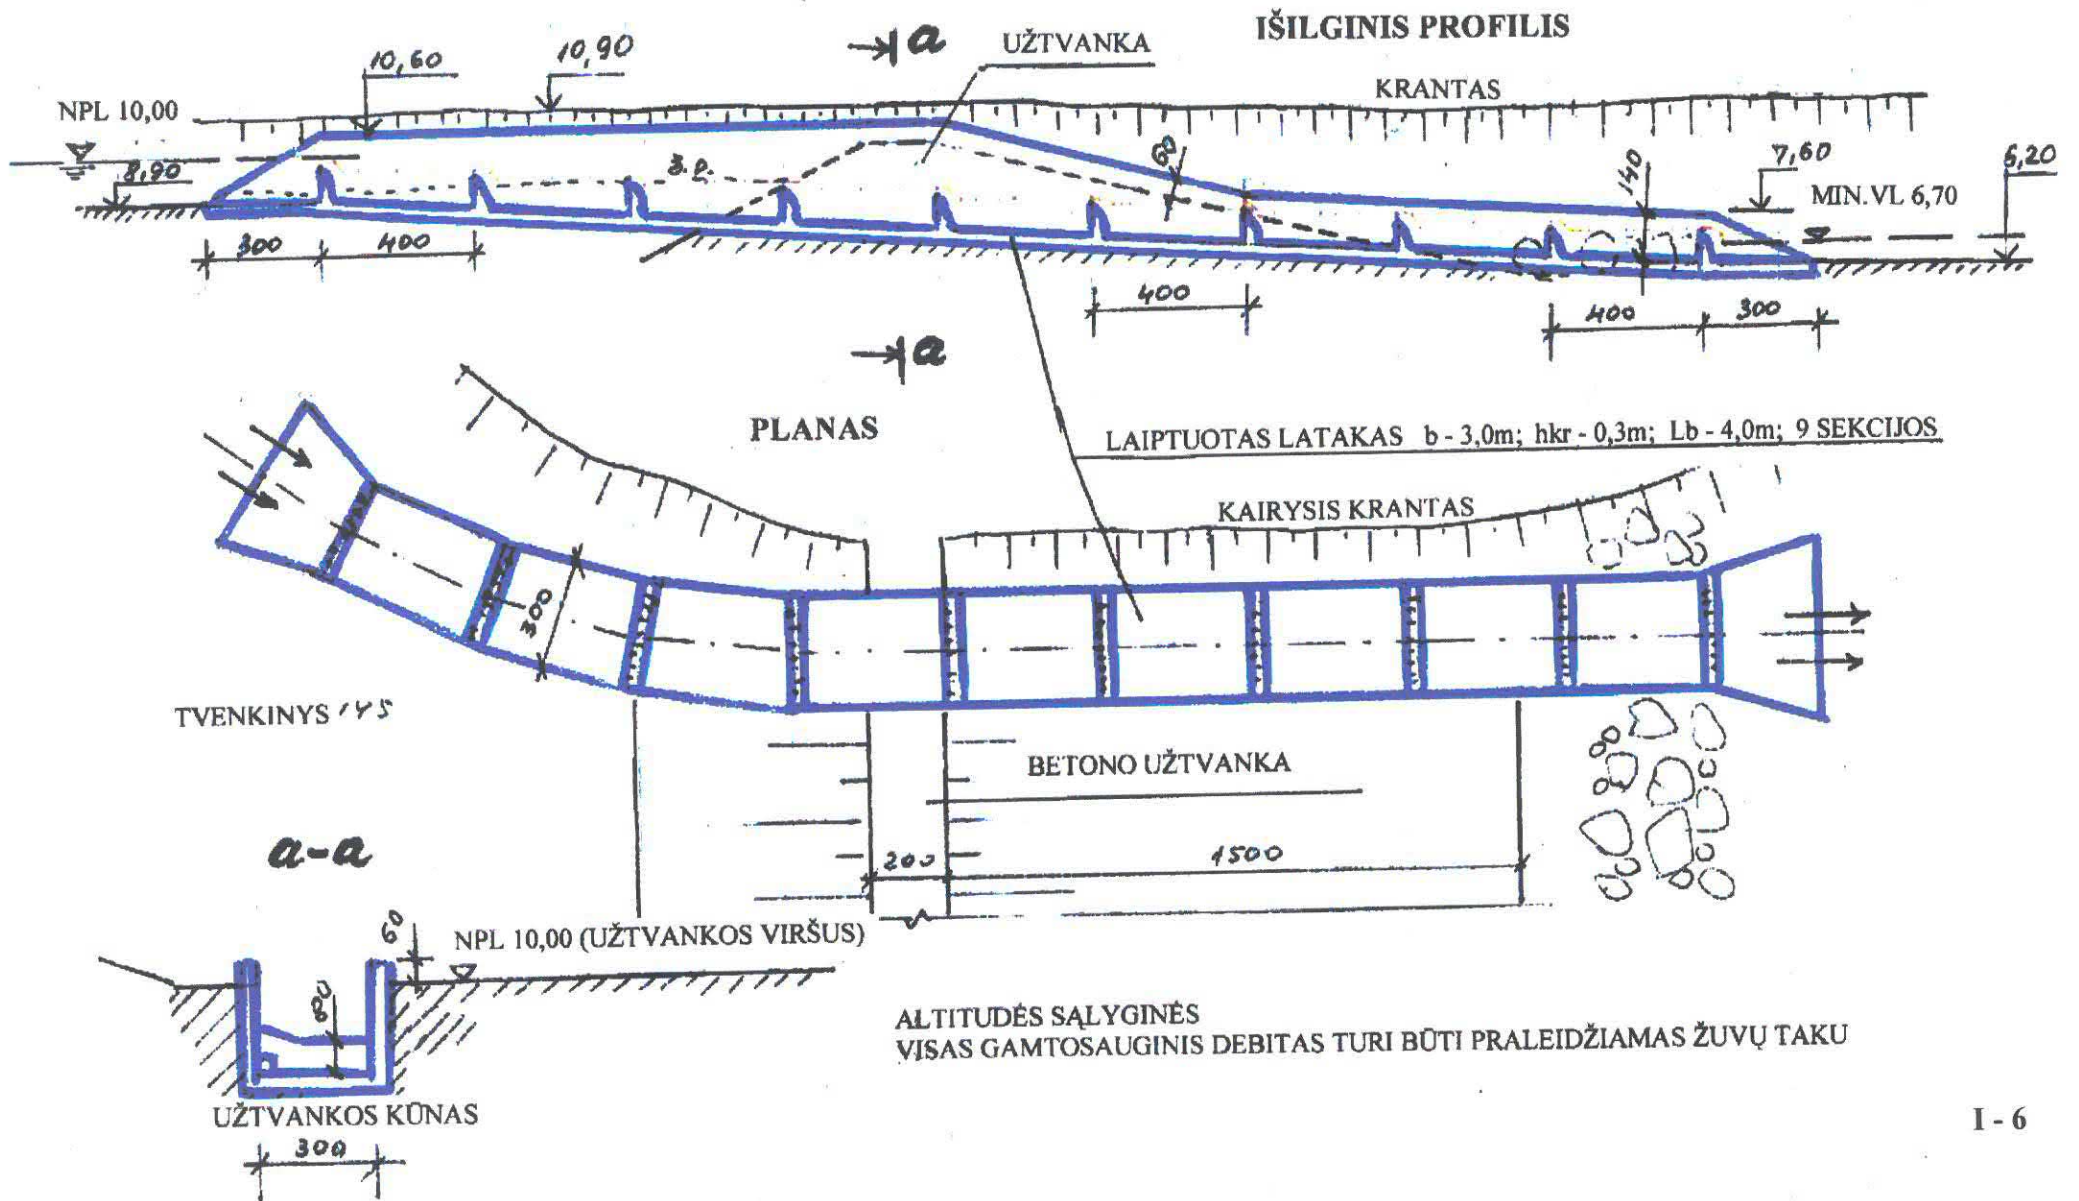 IŠILGINIS PROFILIS
a
UŽTVANKA
10,60
10,90
KRANTAS
NPL 10,00
8,90
З.Р.
60
140
7,60
6,20
MIN. VL 6,70
300
400
400
400
300
a
PLANAS
LAIPTUOTAS LATAKAS b - 3,0m; hkr - 0,3m; Lb - 4,0m; 9 SEKCIJOS
KAIRYSIS KRANTAS
300
TVENKINYS
BETONO UŽTVANKA
200
1500
a-a
60
NPL 10,00 (UŽTVANKOS VIRŠUS)
80
UŽTVANKOS KŪNAS
300
ALTITUDĖS SĄLYGINĖS
VISAS GAMTOSAUGINIS DEBITAS TURI BŪTI PRALEIDŽIAMAS ŽUVŲ TAKU
I - 6